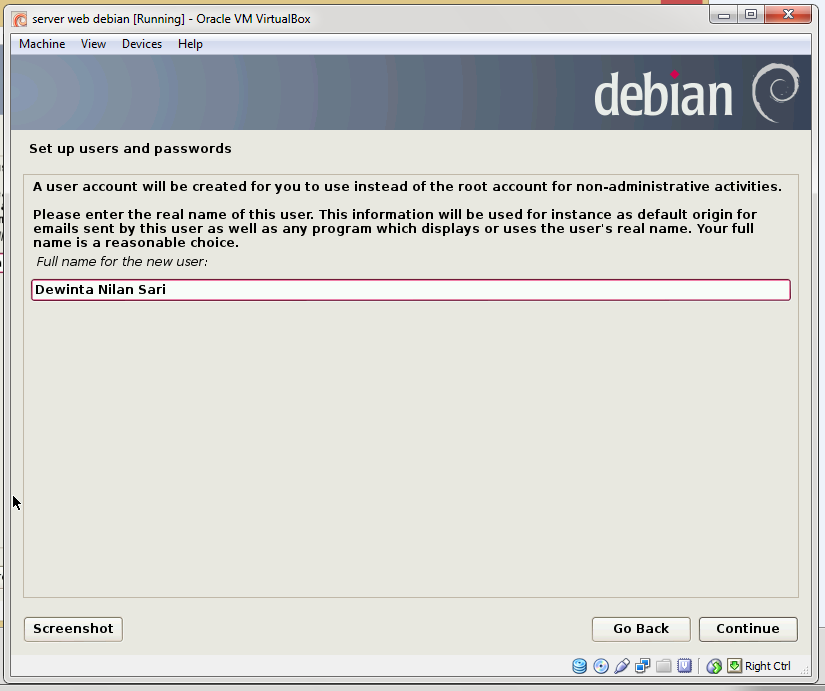 server web debian [Running] - Oracle VM VirtualBox
Machine View Devices Help
debian
Set up users and passwords
A user account will be created for you to use instead of the root account for non-administrative activities.
Please enter the real name of this user. This information will be used for instance as default origin for
emails sent by this user as well as any program which displays or uses the user's real name. Your full
name is a reasonable choice.
Full name for the new user:
Dewinta Nilan Sari
Screenshot Go Back Continue
Right Ctrl